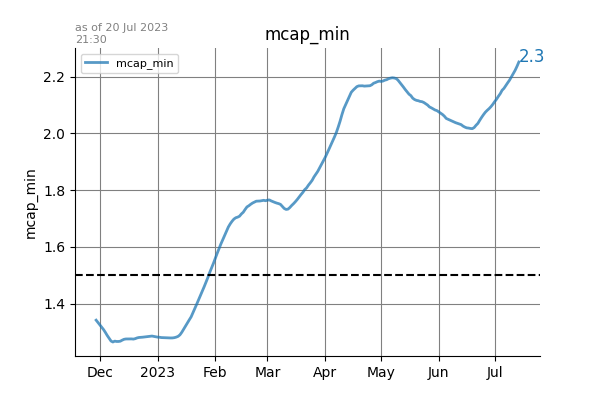 as of 20 Jul 2023
21:30
mcap_min
mcap_min
2.3
2.2
2.0
1.8
1.6
1.4
mcap_min
Dec 2023 Feb Mar Apr May Jun Jul